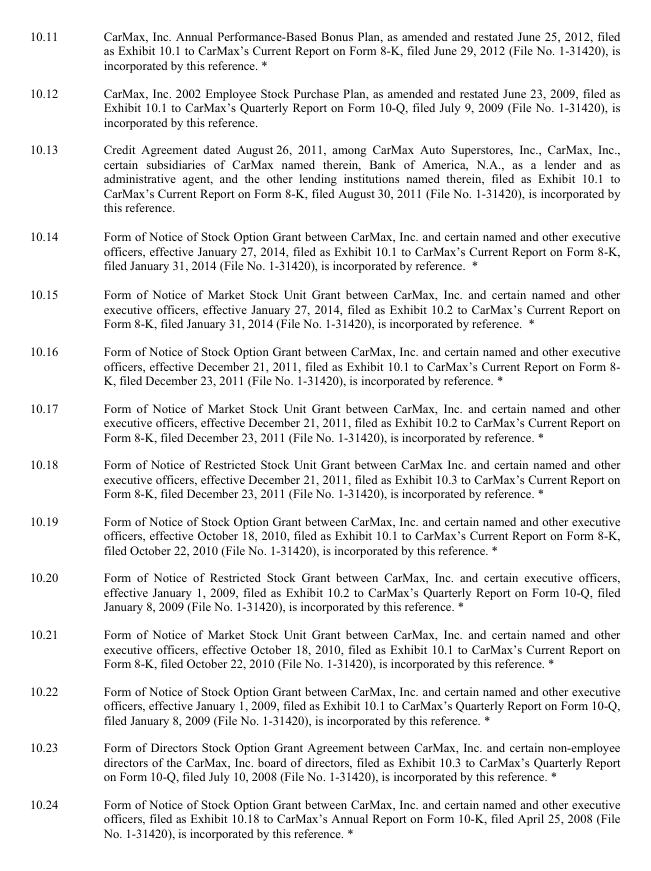 10.11 CarMax, Inc. Annual Performance-Based Bonus Plan, as amended and restated June 25, 2012, filed
as Exhibit 10.1 to CarMax's Current Report on Form 8-K, filed June 29, 2012 (File No. 1-31420), is
incorporated by this reference. *
10.12 CarMax, Inc. 2002 Employee Stock Purchase Plan, as amended and restated June 23, 2009, filed as
Exhibit 10.1 to CarMax's Quarterly Report on Form 10-Q, filed July 9, 2009 (File No. 1-31420), is
incorporated by this reference.
10.13 Credit Agreement dated August 26, 2011, among CarMax Auto Superstores, Inc., CarMax, Inc.,
certain subsidiaries of CarMax named therein, Bank of America, N.A., as a lender and as
administrative agent, and the other lending institutions named therein, filed as Exhibit 10.1 to
CarMax's Current Report on Form 8-K, filed August 30, 2011 (File No. 1-31420), is incorporated by
this reference.
10.14 Form of Notice of Stock Option Grant between CarMax, Inc. and certain named and other executive
officers, effective January 27, 2014, filed as Exhibit 10.1 to CarMax's Current Report on Form 8-K,
filed January 31, 2014 (File No. 1-31420), is incorporated by reference. *
10.15 Form of Notice of Market Stock Unit Grant between CarMax, Inc. and certain named and other
executive officers, effective January 27, 2014, filed as Exhibit 10.2 to CarMax's Current Report on
Form 8-K, filed January 31, 2014 (File No. 1-31420), is incorporated by reference. *
10.16 Form of Notice of Stock Option Grant between CarMax, Inc. and certain named and other executive
officers, effective December 21, 2011, filed as Exhibit 10.1 to CarMax's Current Report on Form 8-
K, filed December 23, 2011 (File No. 1-31420), is incorporated by reference. *
10.17 Form of Notice of Market Stock Unit Grant between CarMax, Inc. and certain named and other
executive officers, effective December 21, 2011, filed as Exhibit 10.2 to CarMax's Current Report on
Form 8-K, filed December 23, 2011 (File No. 1-31420), is incorporated by reference. *
10.18 Form of Notice of Restricted Stock Unit Grant between CarMax Inc. and certain named and other
executive officers, effective December 21, 2011, filed as Exhibit 10.3 to CarMax's Current Report on
Form 8-K, filed December 23, 2011 (File No. 1-31420), is incorporated by reference. *
10.19 Form of Notice of Stock Option Grant between CarMax, Inc. and certain named and other executive
officers, effective October 18, 2010, filed as Exhibit 10.1 to CarMax's Current Report on Form 8-K,
filed October 22, 2010 (File No. 1-31420), is incorporated by this reference. *
10.20 Form of Notice of Restricted Stock Grant between CarMax, Inc. and certain executive officers,
effective January 1, 2009, filed as Exhibit 10.2 to CarMax's Quarterly Report on Form 10-Q, filed
January 8, 2009 (File No. 1-31420), is incorporated by this reference. *
10.21 Form of Notice of Market Stock Unit Grant between CarMax, Inc. and certain named and other
executive officers, effective October 18, 2010, filed as Exhibit 10.1 to CarMax's Current Report on
Form 8-K, filed October 22, 2010 (File No. 1-31420), is incorporated by this reference. *
10.22 Form of Notice of Stock Option Grant between CarMax, Inc. and certain named and other executive
officers, effective January 1, 2009, filed as Exhibit 10.1 to CarMax's Quarterly Report on Form 10-Q,
filed January 8, 2009 (File No. 1-31420), is incorporated by this reference. *
10.23 Form of Directors Stock Option Grant Agreement between CarMax, Inc. and certain non-employee
directors of the CarMax, Inc. board of directors, filed as Exhibit 10.3 to CarMax's Quarterly Report
on Form 10-Q, filed July 10, 2008 (File No. 1-31420), is incorporated by this reference. *
10.24 Form of Notice of Stock Option Grant between CarMax, Inc. and certain named and other executive
officers, filed as Exhibit 10.18 to CarMax's Annual Report on Form 10-K, filed April 25, 2008 (File
No. 1-31420), is incorporated by this reference. *